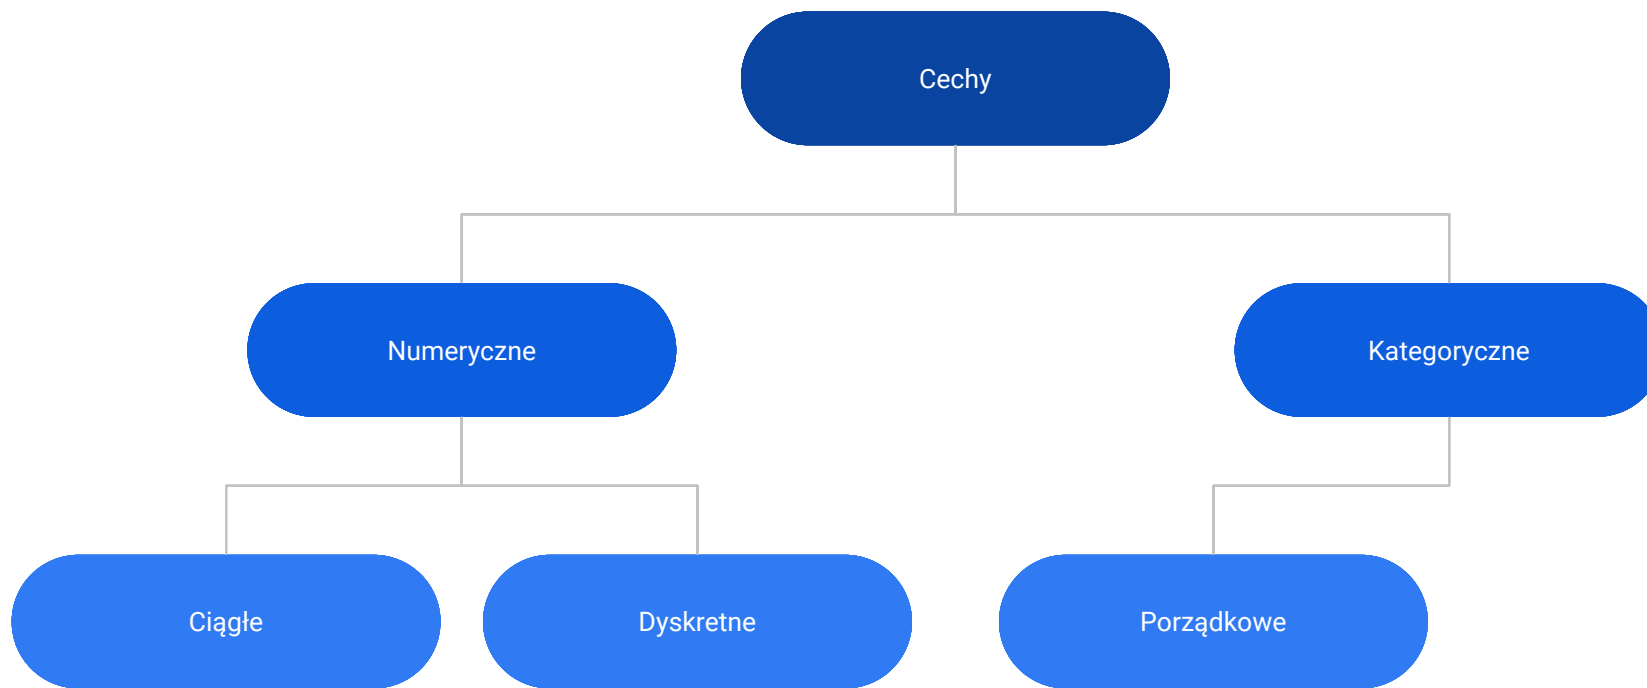 Cechy
Numeryczne
Kategoryczne
Ciągłe
Dyskretne
Porządkowe